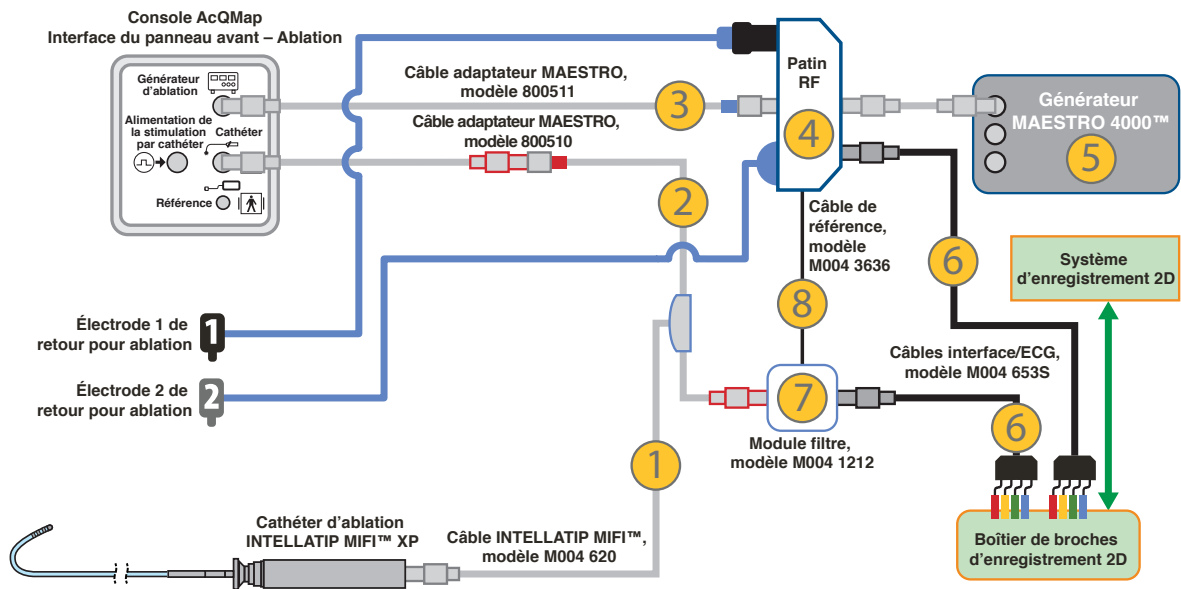 Console AcQMap
Interface du panneau avant – Ablation
Générateur
d'ablation
Alimentation de
la stimulation
par cathéter
Cathéter
Référence
Câble adaptateur MAESTRO,
modèle 800511
3
Câble adaptateur MAESTRO,
modèle 800510
2
Patin
RF
4
Générateur
MAESTRO 4000™
5
Câble de
référence,
modèle
M004 3636
6
8
Système
d'enregistrement 2D
Électrode 1 de
retour pour ablation
1
Électrode 2 de
retour pour ablation
2
Câbles interface/ECG,
modèle M004 653S
7
6
Module filtre,
modèle M004 1212
1
Cathéter d'ablation
INTELLATIP MIFI™ XP
Câble INTELLATIP MIFI™,
modèle M004 620
Boîtier de broches
d'enregistrement 2D